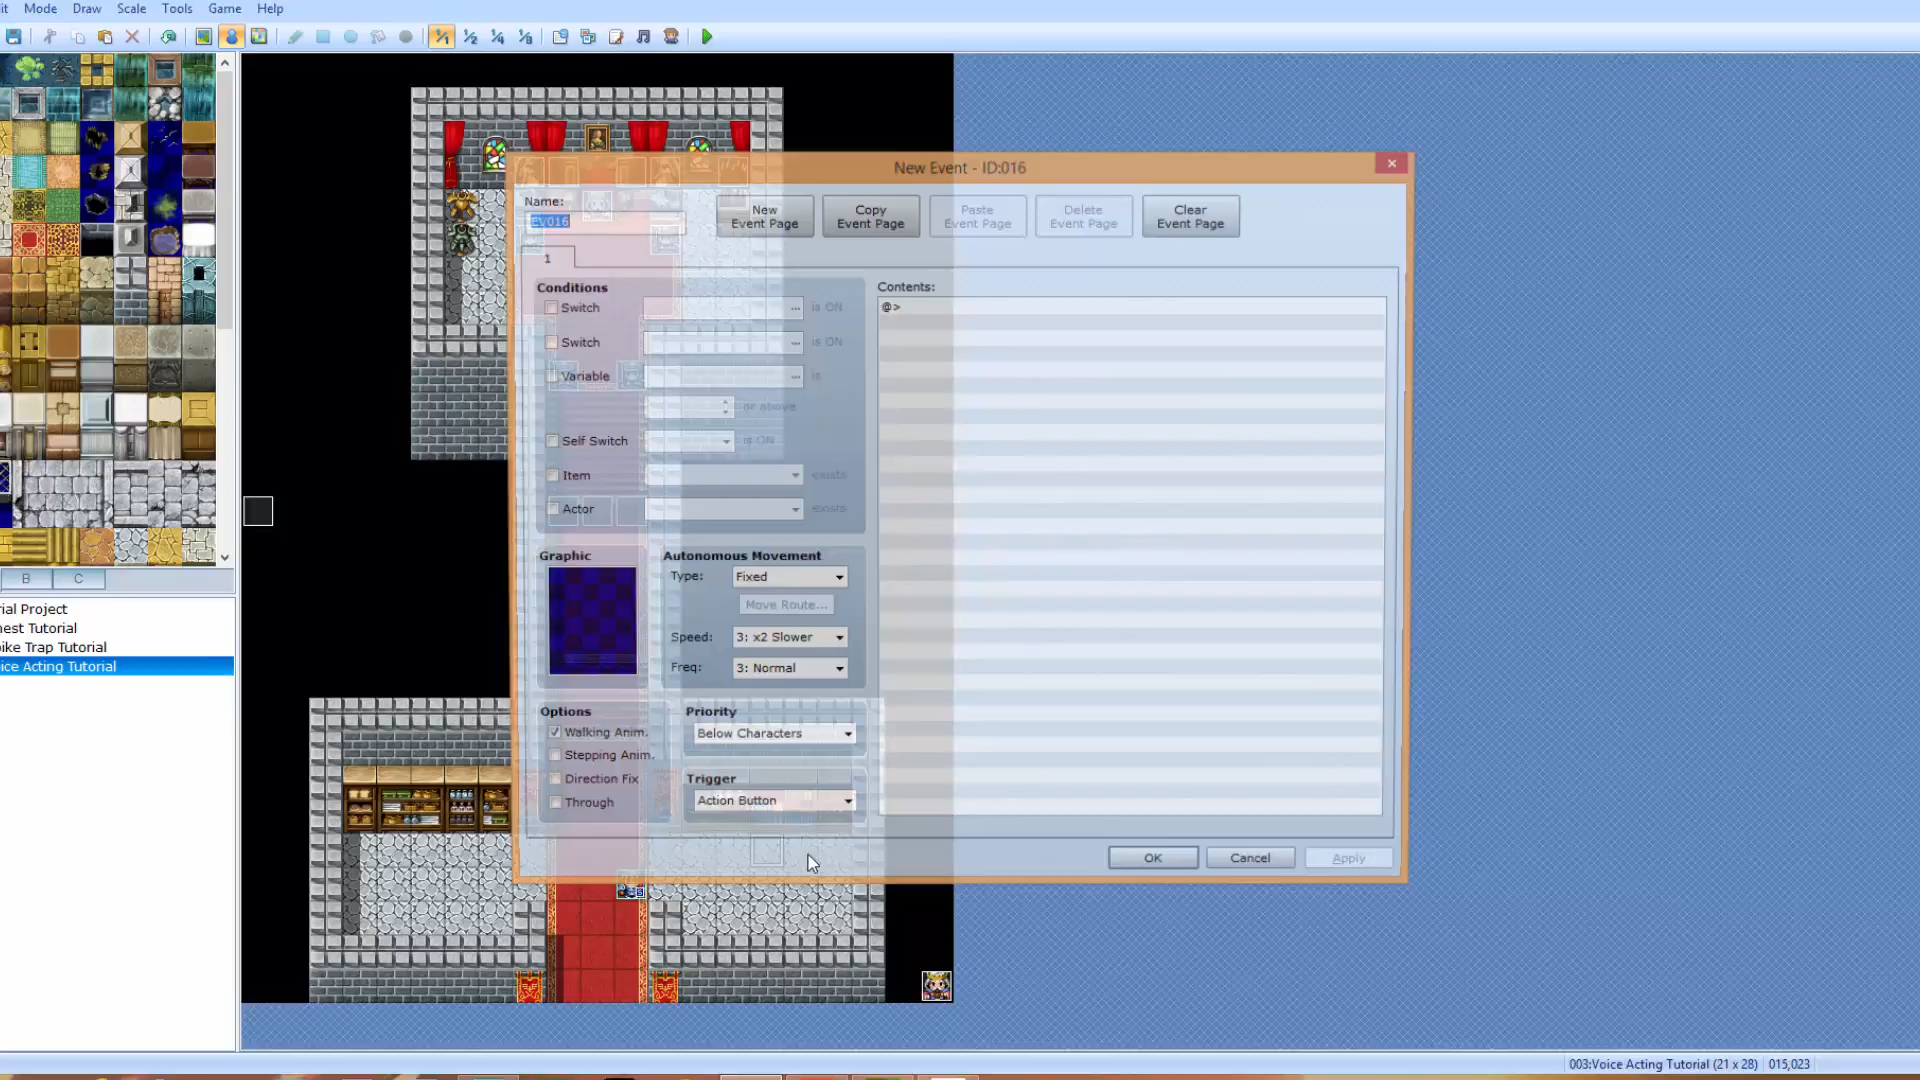 it Mode Draw Scale Tools Game Help
New Event - ID:016
Name:
EV016
New Event Page
Copy Event Page
Paste Event Page
Delete Event Page
Clear Event Page
1
Conditions
Switch ... is ON
Switch ... is ON
Variable ... is
or above
Self Switch is ON
Item exists
Actor exists
Graphic
Autonomous Movement
Type: Fixed
Move Route...
Speed: 3: x2 Slower
Freq: 3: Normal
Options
Walking Anim.
Stepping Anim.
Direction Fix
Through
Priority
Below Characters
Trigger
Action Button
Contents:
@>
OK Cancel Apply
B C
ial Project
nest Tutorial
ike Trap Tutorial
ice Acting Tutorial
003:Voice Acting Tutorial (21 x 28) 015,023